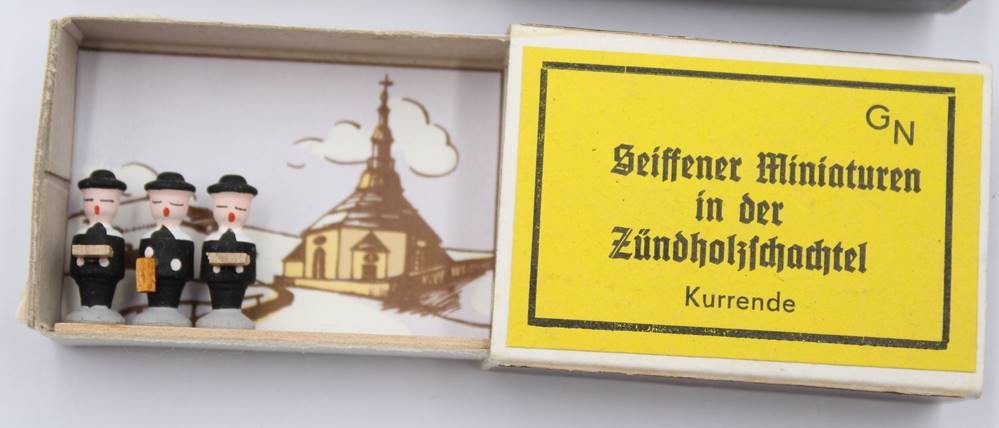 GN
Seiffener Miniaturen
in der
Zündholzschachtel
Kurrende